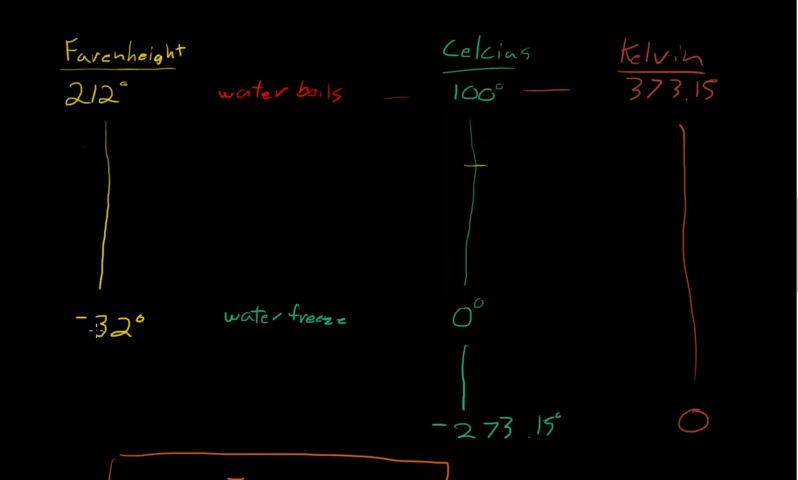 Farenheight Celcius Kelvin
212° water boils 100° 373.15
-32° water freeze 0°
-273.15° 0